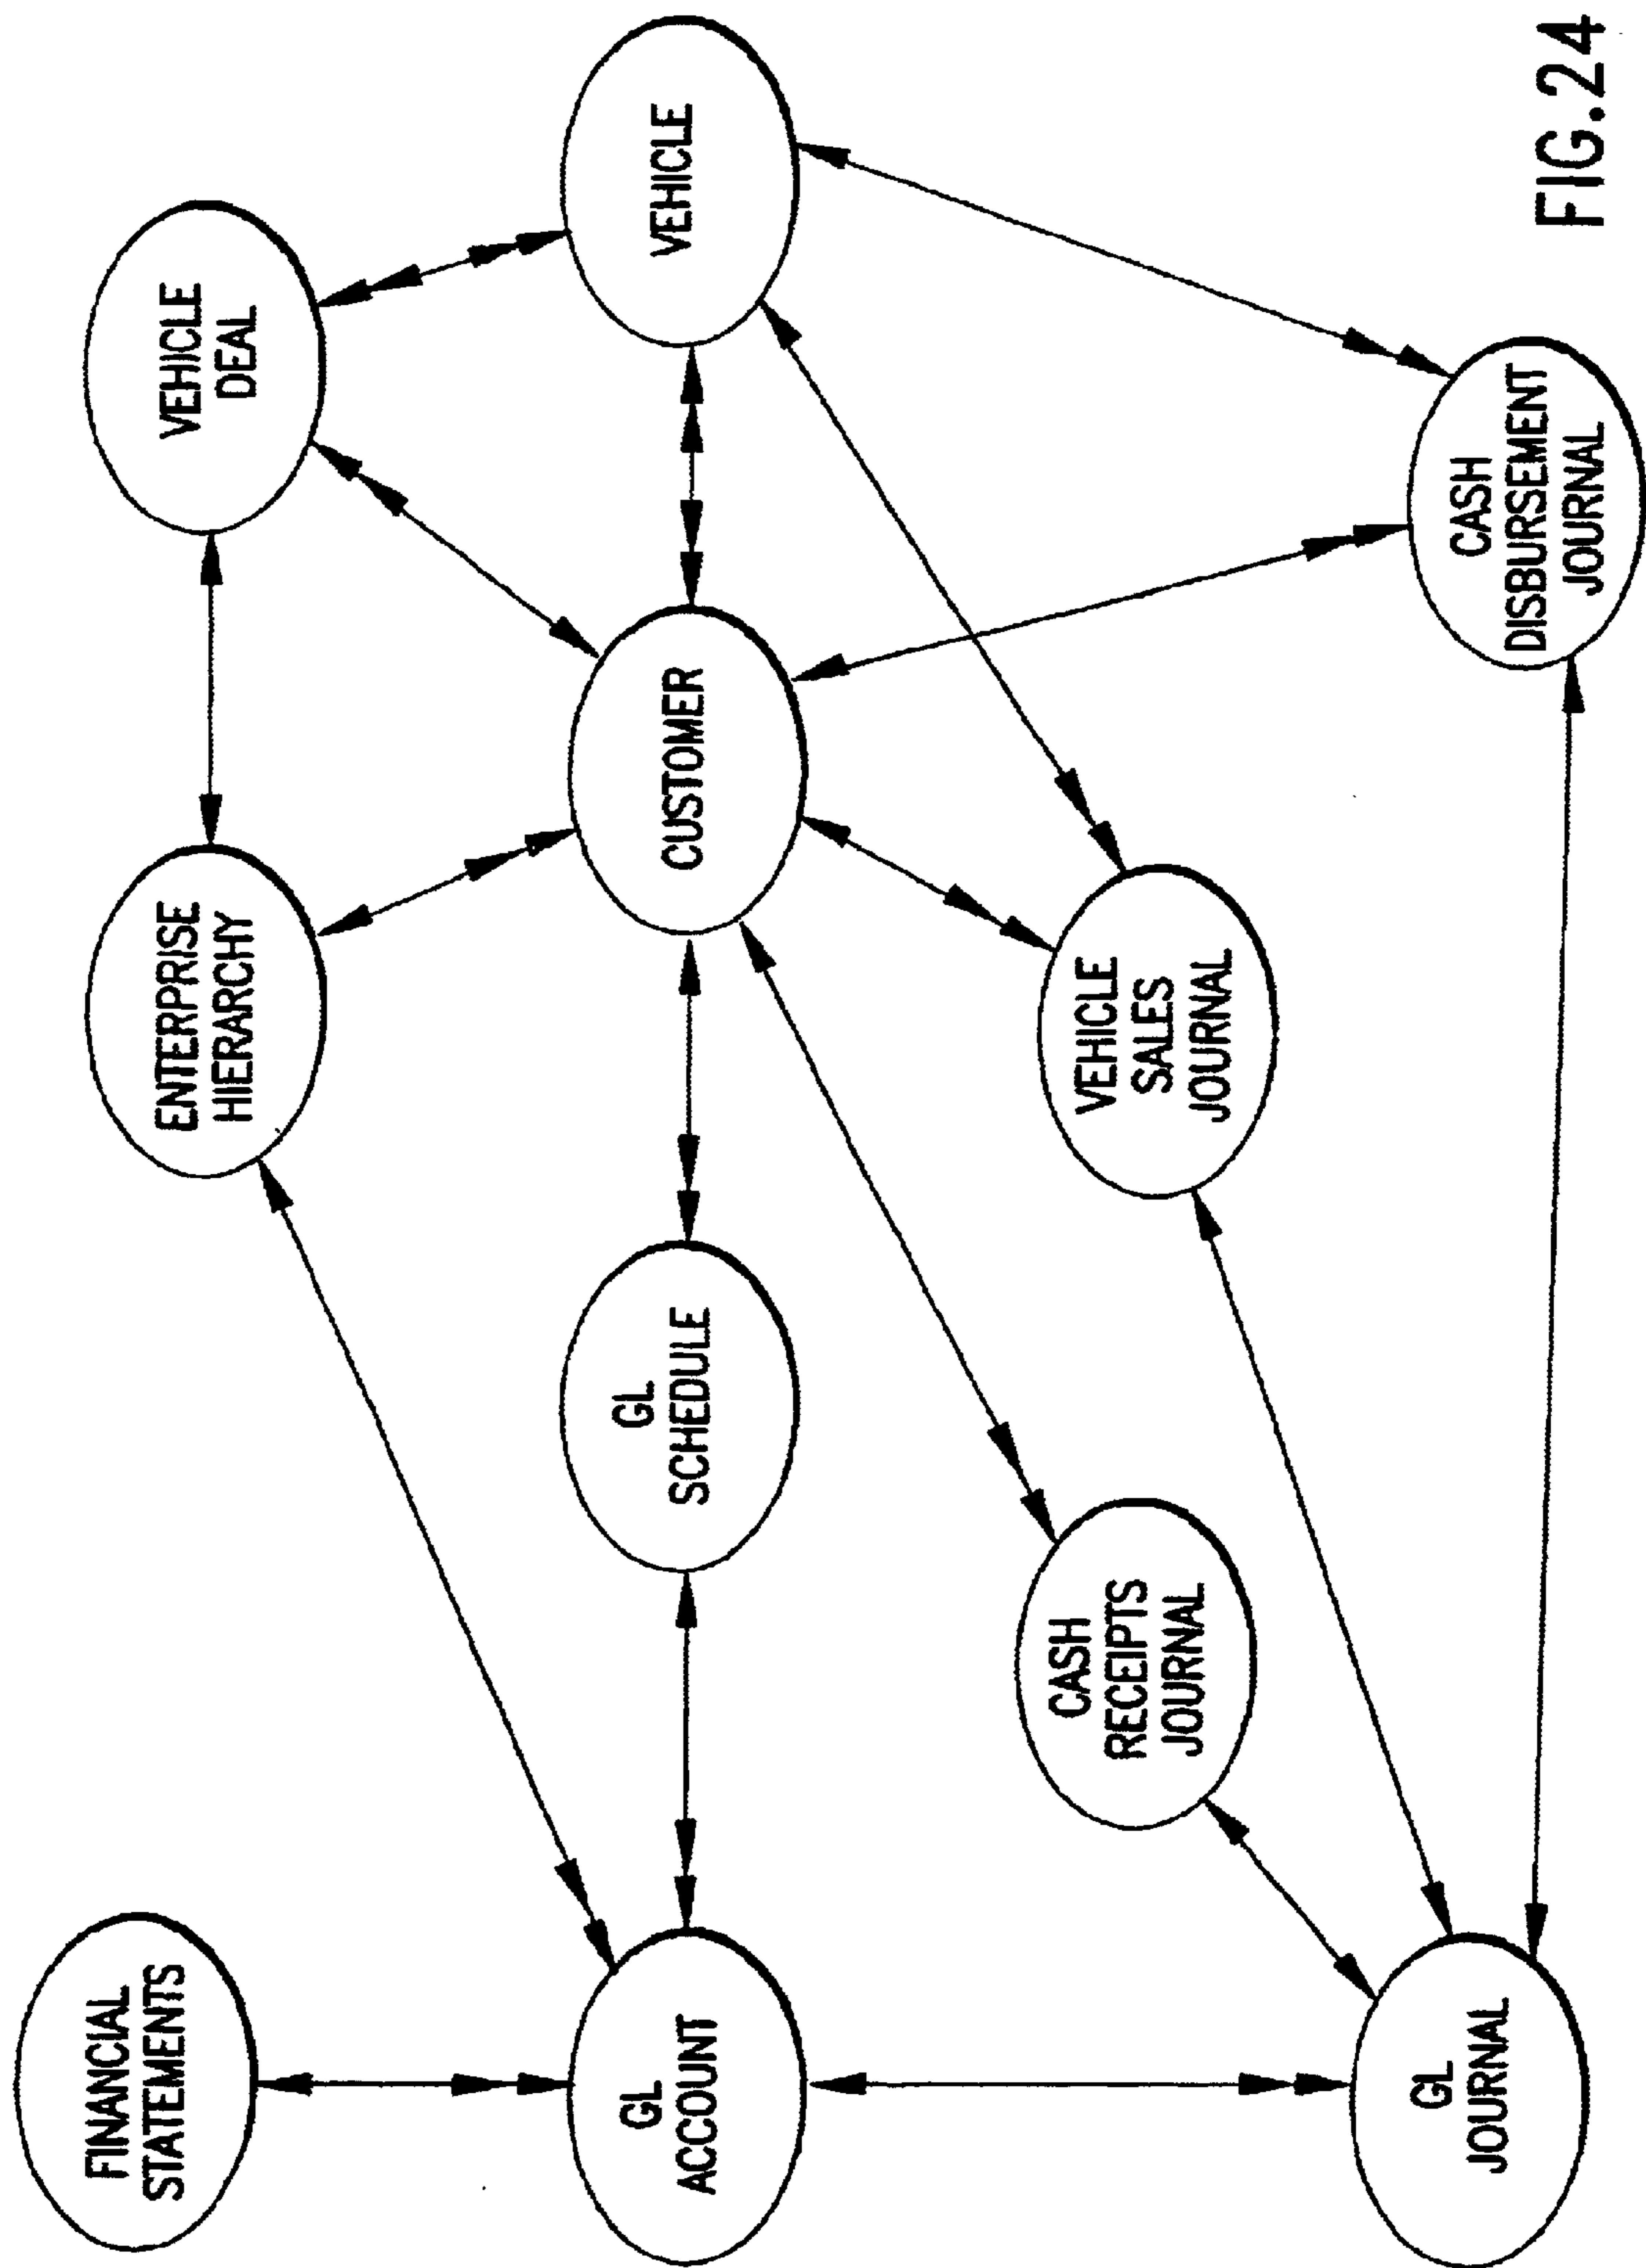 FINANCIAL
STATEMENTS
ENTERPRISE
HIERARCHY
VEHICLE
DEAL
GL
ACCOUNT
GL
SCHEDULE
CUSTOMER
VEHICLE
CASH
RECEIPTS
JOURNAL
VEHICLE
SALES
JOURNAL
GL
JOURNAL
CASH
DISBURSEMENT
JOURNAL
FIG.24